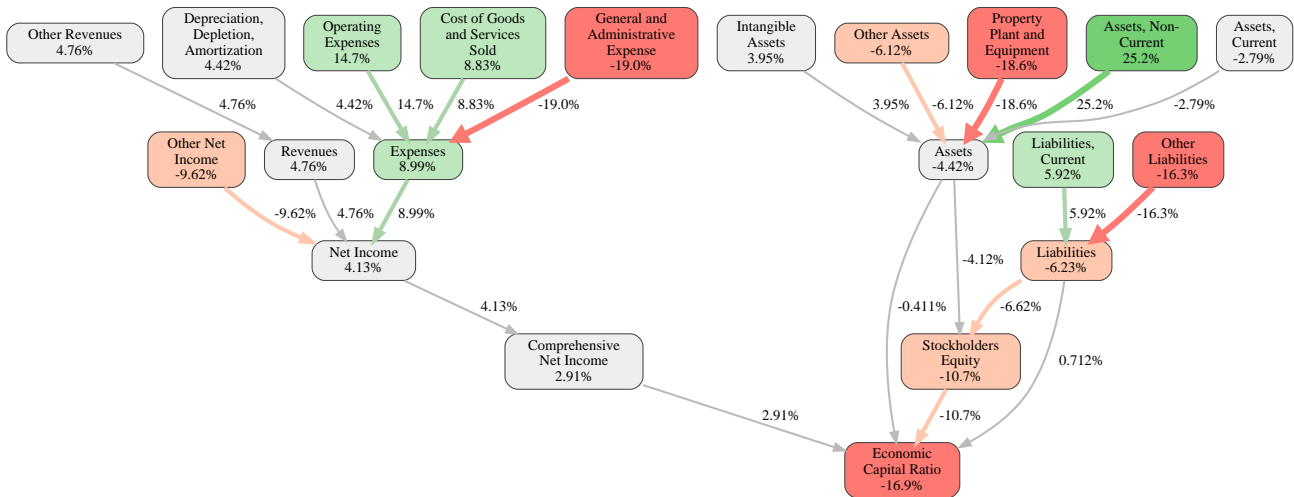 Other Revenues
4.76%
Depreciation,
Depletion,
Amortization
4.42%
Operating
Expenses
14.7%
Cost of Goods
and Services
Sold
8.83%
General and
Administrative
Expense
-19.0%
Intangible
Assets
3.95%
Other Assets
-6.12%
Property
Plant and
Equipment
-18.6%
Assets, Non-
Current
25.2%
Assets,
Current
-2.79%
4.76%
4.42%
14.7%
8.83%
-19.0%
3.95%
-6.12%
-18.6%
25.2%
-2.79%
Other Net
Income
-9.62%
Revenues
4.76%
Expenses
8.99%
Assets
-4.42%
Liabilities,
Current
5.92%
Other
Liabilities
-16.3%
-9.62%
4.76%
8.99%
5.92%
-16.3%
Net Income
4.13%
-4.12%
Liabilities
-6.23%
4.13%
-0.411%
-6.62%
Comprehensive
Net Income
2.91%
Stockholders
Equity
-10.7%
0.712%
2.91%
-10.7%
Economic
Capital Ratio
-16.9%